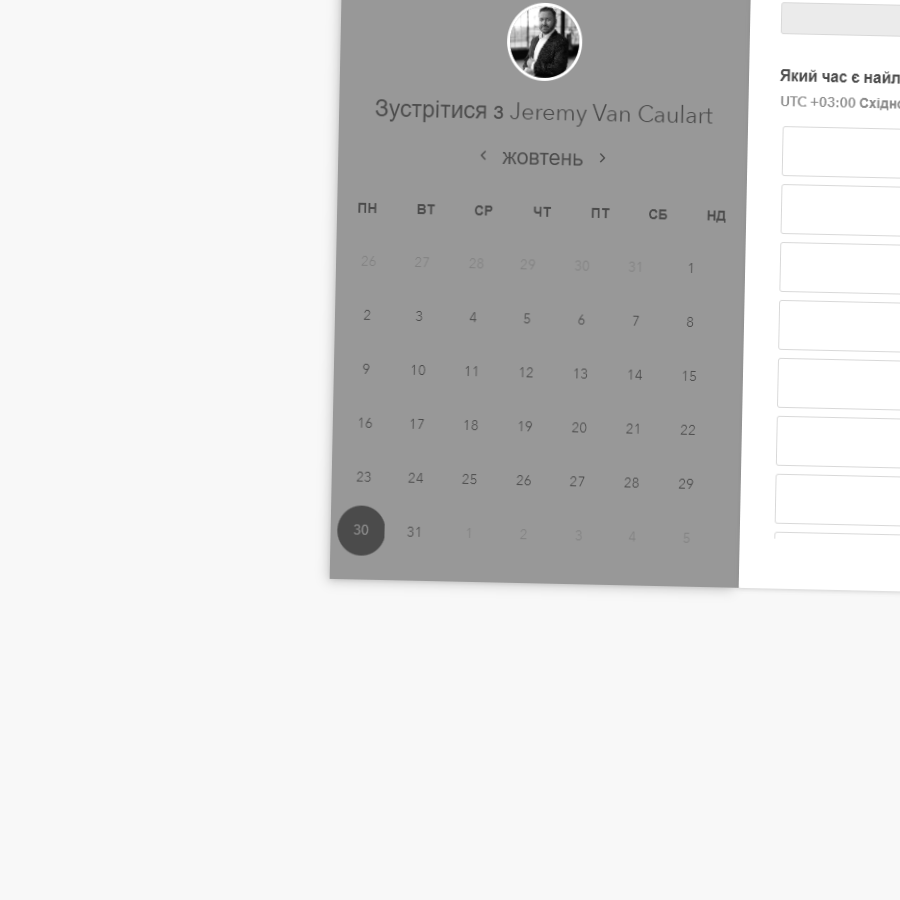 Зустрітися з Jeremy Van Caulart
жовтень
ПН ВТ СР ЧТ ПТ СБ НД
26 27 28 29 30 31 1
2 3 4 5 6 7 8
9 10 11 12 13 14 15
16 17 18 19 20 21 22
23 24 25 26 27 28 29
30 31 1 2 3 4 5
Який час є найл
UTC +03:00 Східно